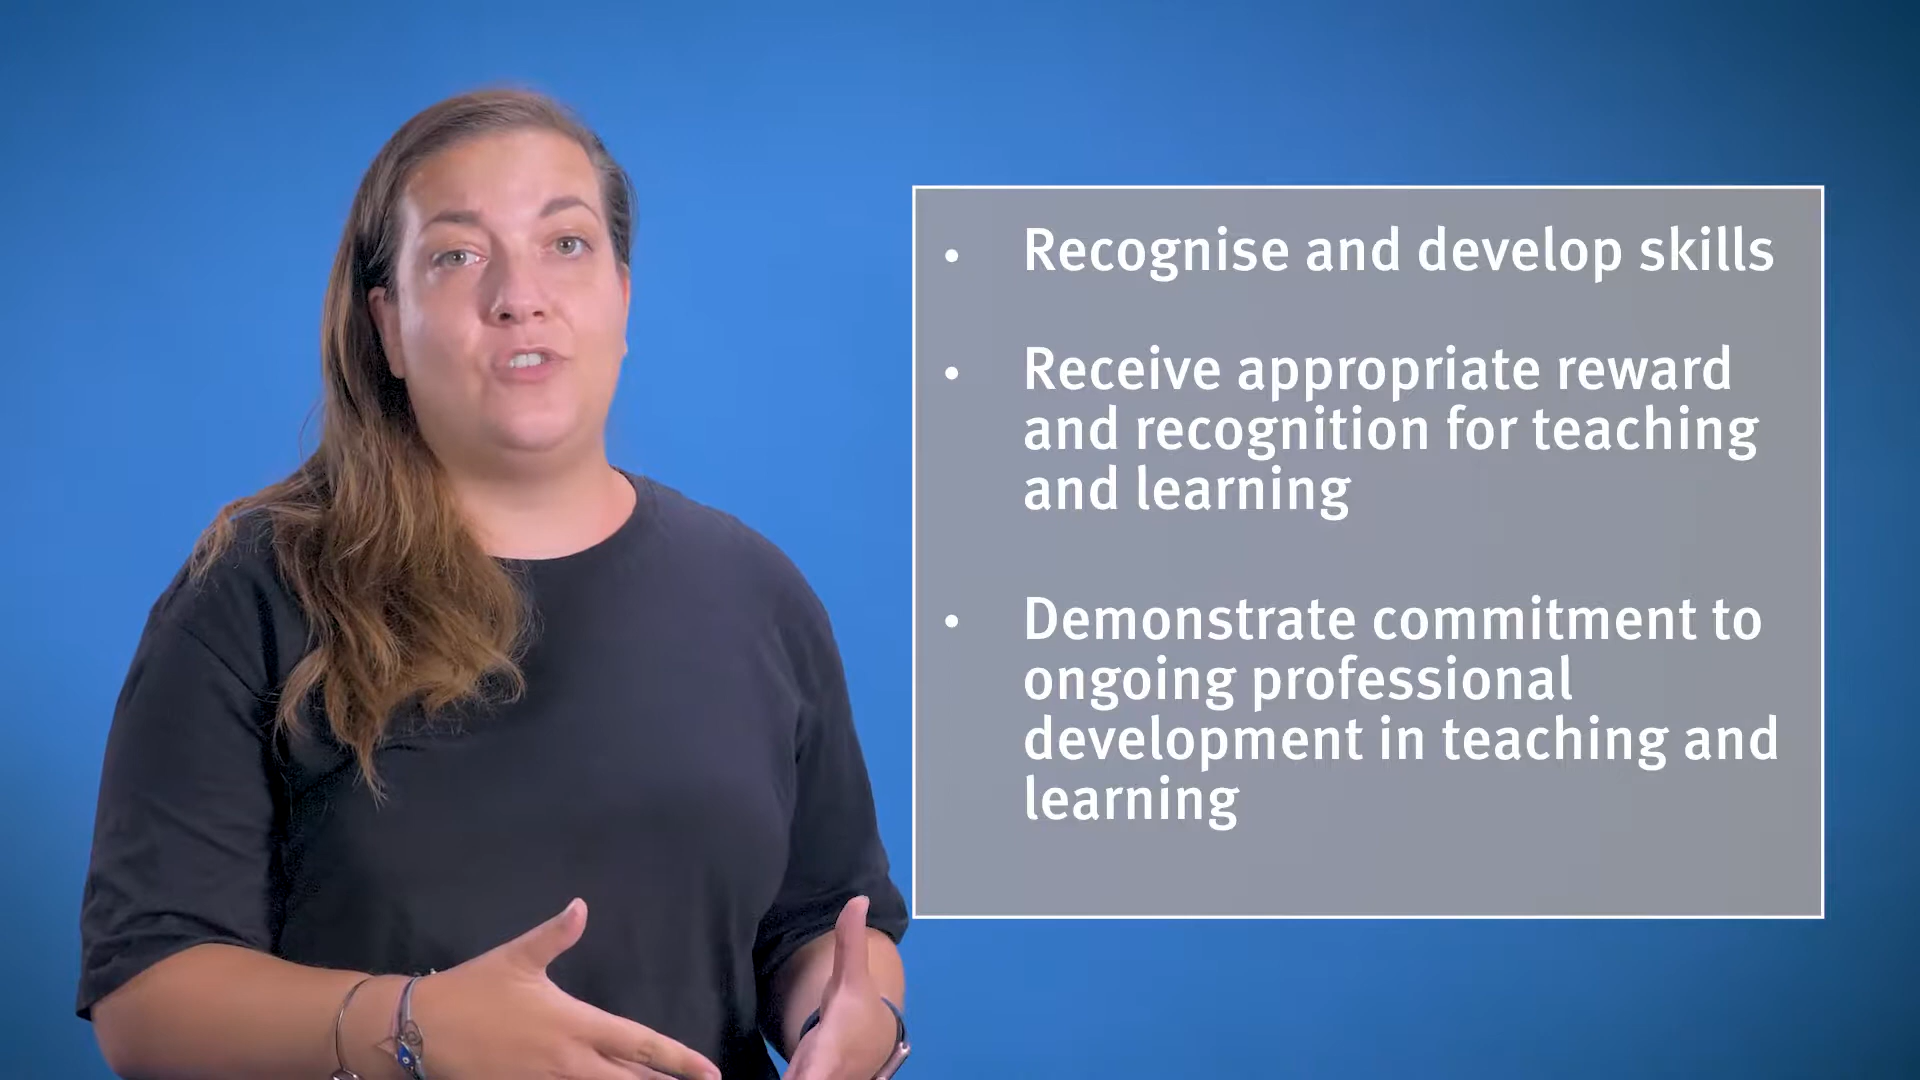 • Recognise and develop skills
• Receive appropriate reward
and recognition for teaching
and learning
• Demonstrate commitment to
ongoing professional
development in teaching and
learning